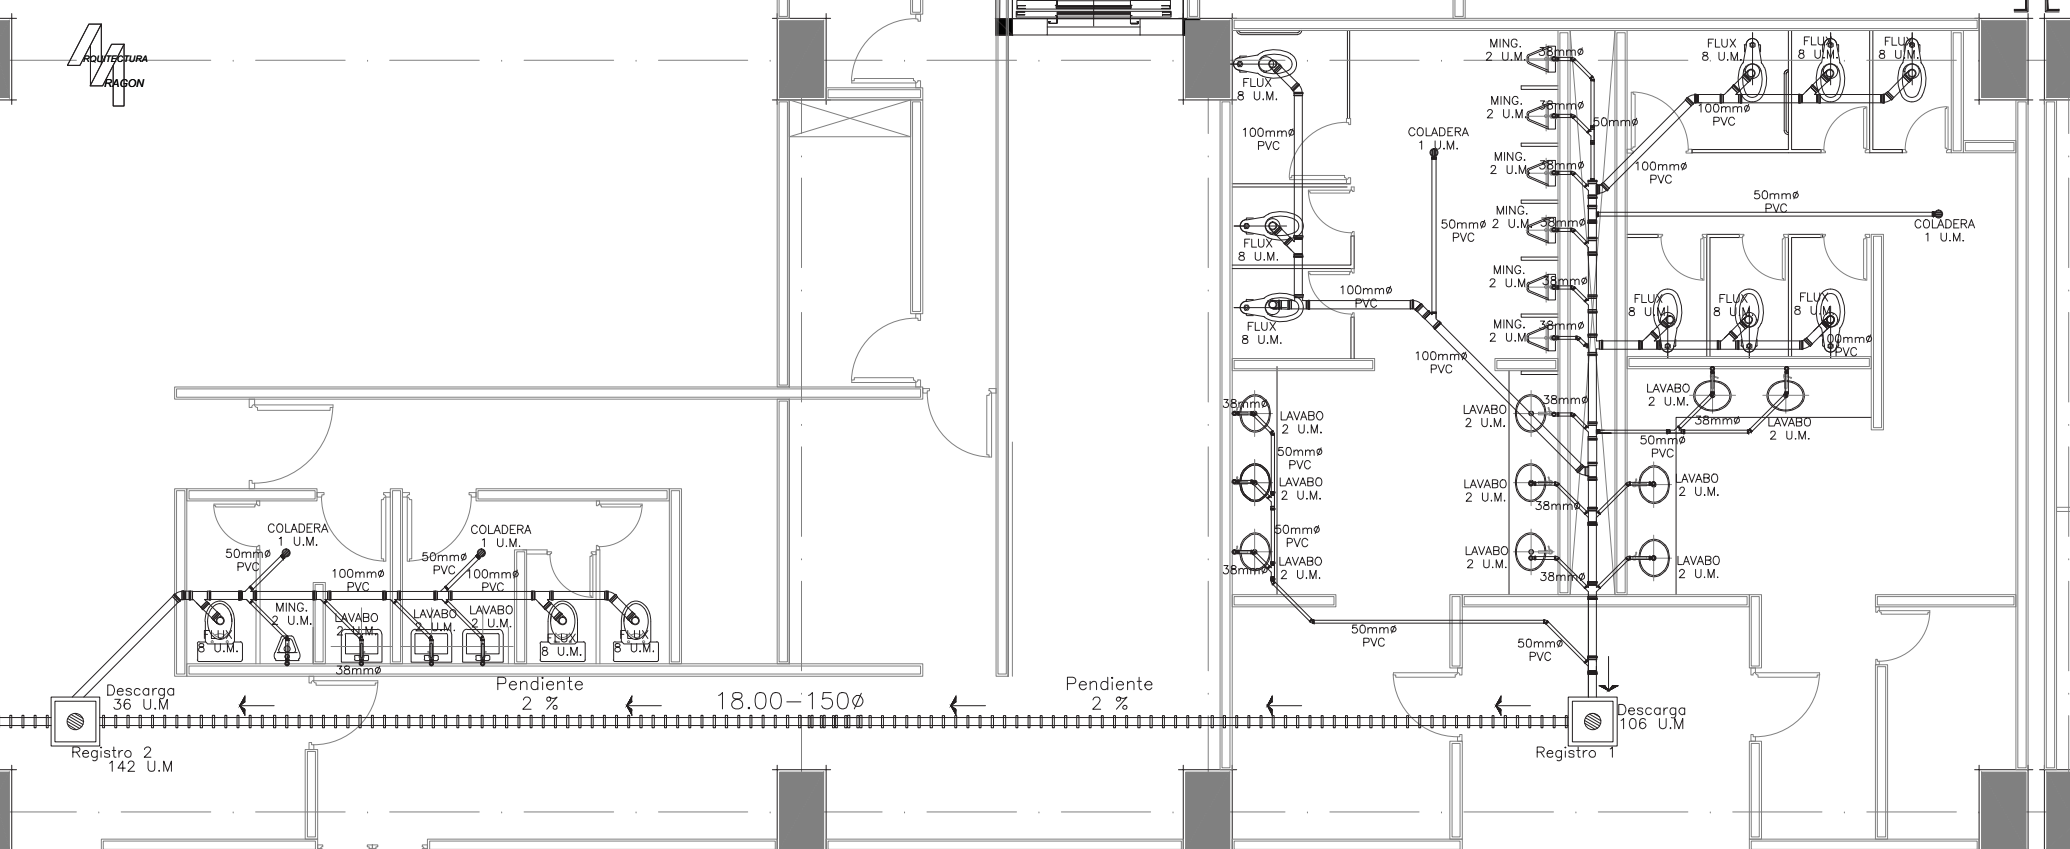 ARQUITECTURA
ARAGON
MING.
2 U.M.
38mmø
FLUX
8 U.M.
FLUX
8 U.M.
FLUX
8 U.M.
FLUX
8 U.M.
MING.
2 U.M.
38mmø
50mmø
100mmø
PVC
100mmø
PVC
COLADERA
1 U.M.
MING.
2 U.M
38mmø
100mmø
PVC
50mmø
PVC
MING.
2 U.M.
38mmø
50mmø
PVC
COLADERA
1 U.M.
FLUX
8 U.M.
MING.
2 U.M
38mmø
100mmø
PVC
FLUX
8 U.M.
FLUX
8 U.M.
FLUX
8 U.M
FLUX
8 U.M.
MING.
2 U.M
38mmø
100mmø
PVC
100mmø
PVC
38mmø
LAVABO
2 U.M.
LAVABO
2 U.M.
38mmø
LAVABO
2 U.M.
38mmø
LAVABO
2 U.M.
50mmø
PVC
50mmø
PVC
LAVABO
2 U.M.
LAVABO
2 U.M.
38mmø
LAVABO
2 U.M.
50mmø
PVC
38mmø
LAVABO
2 U.M.
LAVABO
2 U.M.
38mmø
LAVABO
2 U.M.
50mmø
PVC
50mmø
PVC
COLADERA
1 U.M.
50mmø
PVC
COLADERA
1 U.M.
50mmø
PVC
100mmø
PVC
100mmø
PVC
FLUX
8 U.M.
MING.
2 U.M.
LAVABO
2 U.M.
LAVABO
2 U.M.
LAVABO
2 U.M.
FLUX
8 U.M.
FLUX
8 U.M.
38mmø
Descarga
36 U.M
Pendiente
2 %
18.00-150ø
Pendiente
2 %
Descarga
106 U.M
Registro 2
142 U.M
Registro 1